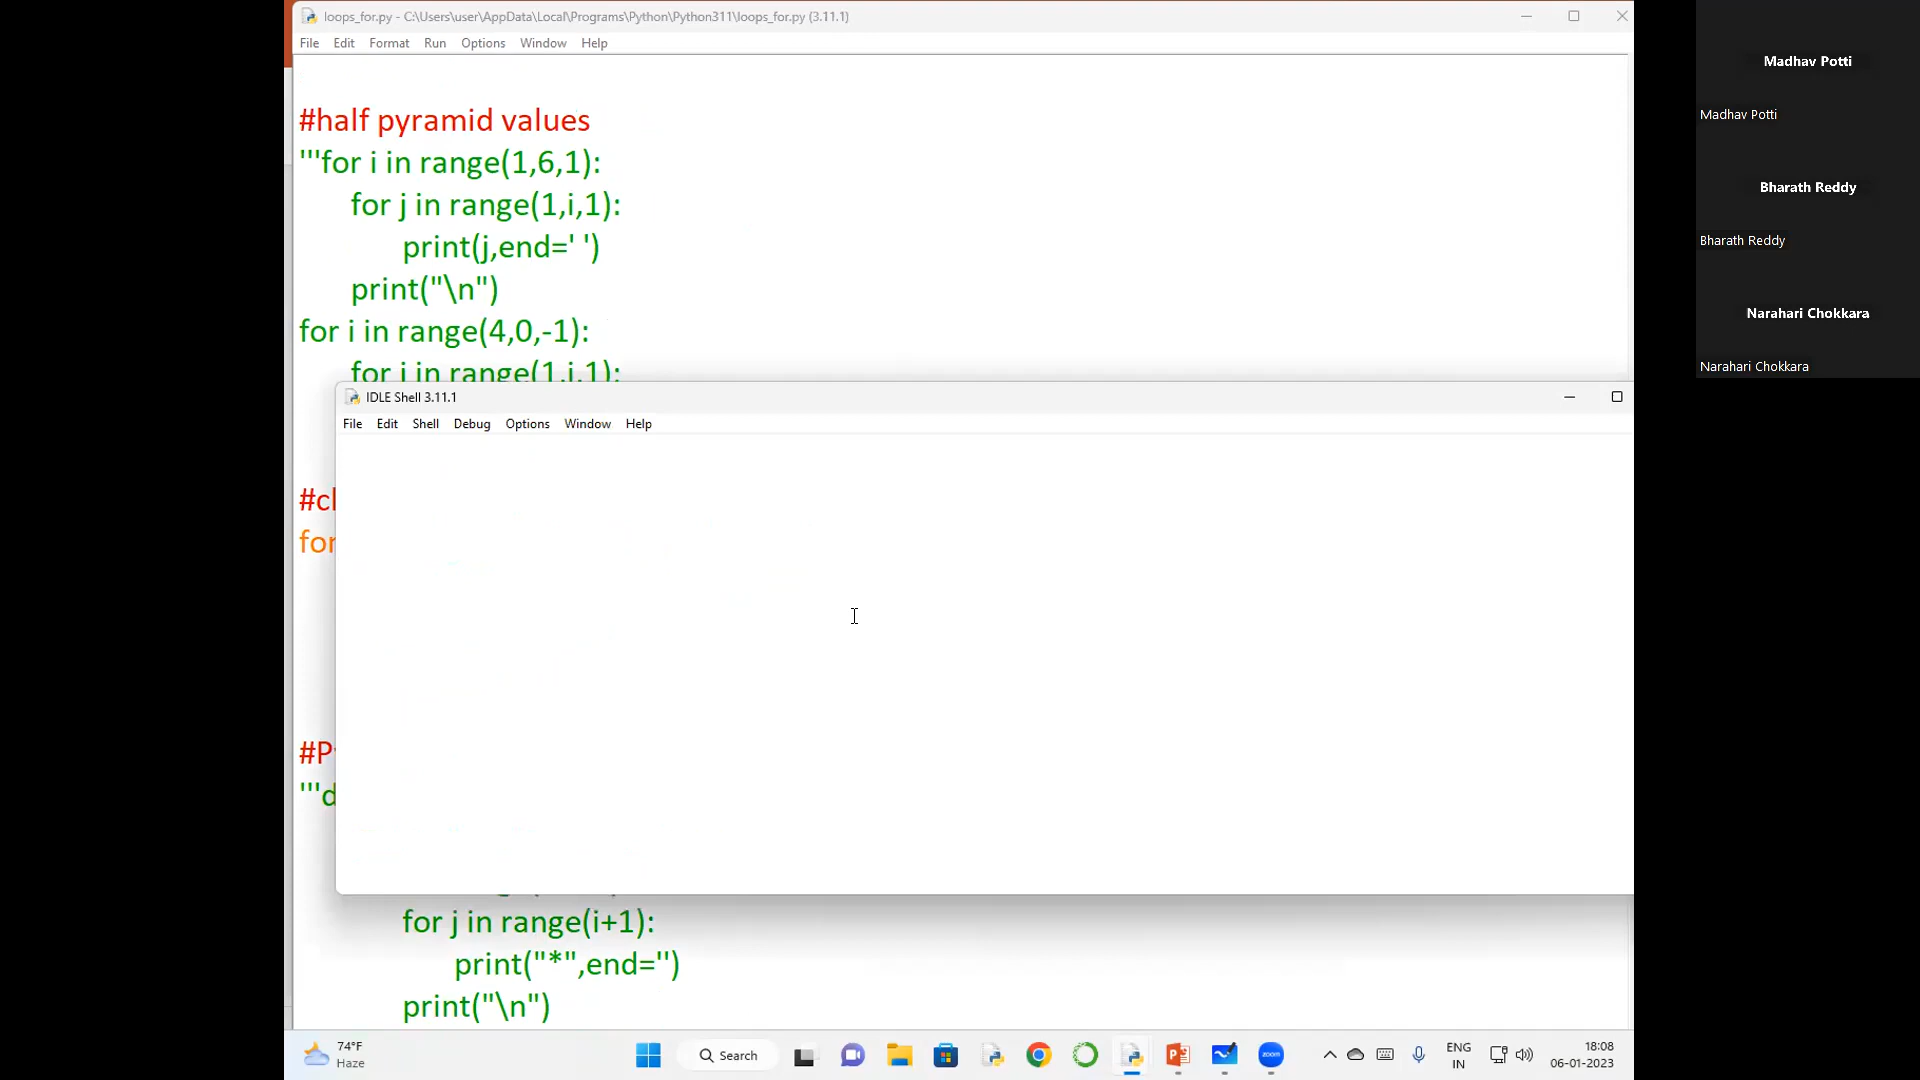 loops_for.py - C:\Users\user\AppData\Local\Programs\Python\Python311\loops_for.py (3.11.1)
File Edit Format Run Options Window Help
#half pyramid values
'''for i in range(1,6,1):
for j in range(1,i,1):
print(j,end=' ')
print("\n")
for i in range(4,0,-1):
for j in range(1,i,1):
IDLE Shell 3.11.1
File Edit Shell Debug Options Window Help
#cl
for
#P
'''d
for j in range(i+1):
print("*",end='')
print("\n")
74°F
Haze
Search
zoom
ENG
IN
18:08
06-01-2023
Madhav Potti
Madhav Potti
Bharath Reddy
Bharath Reddy
Narahari Chokkara
Narahari Chokkara